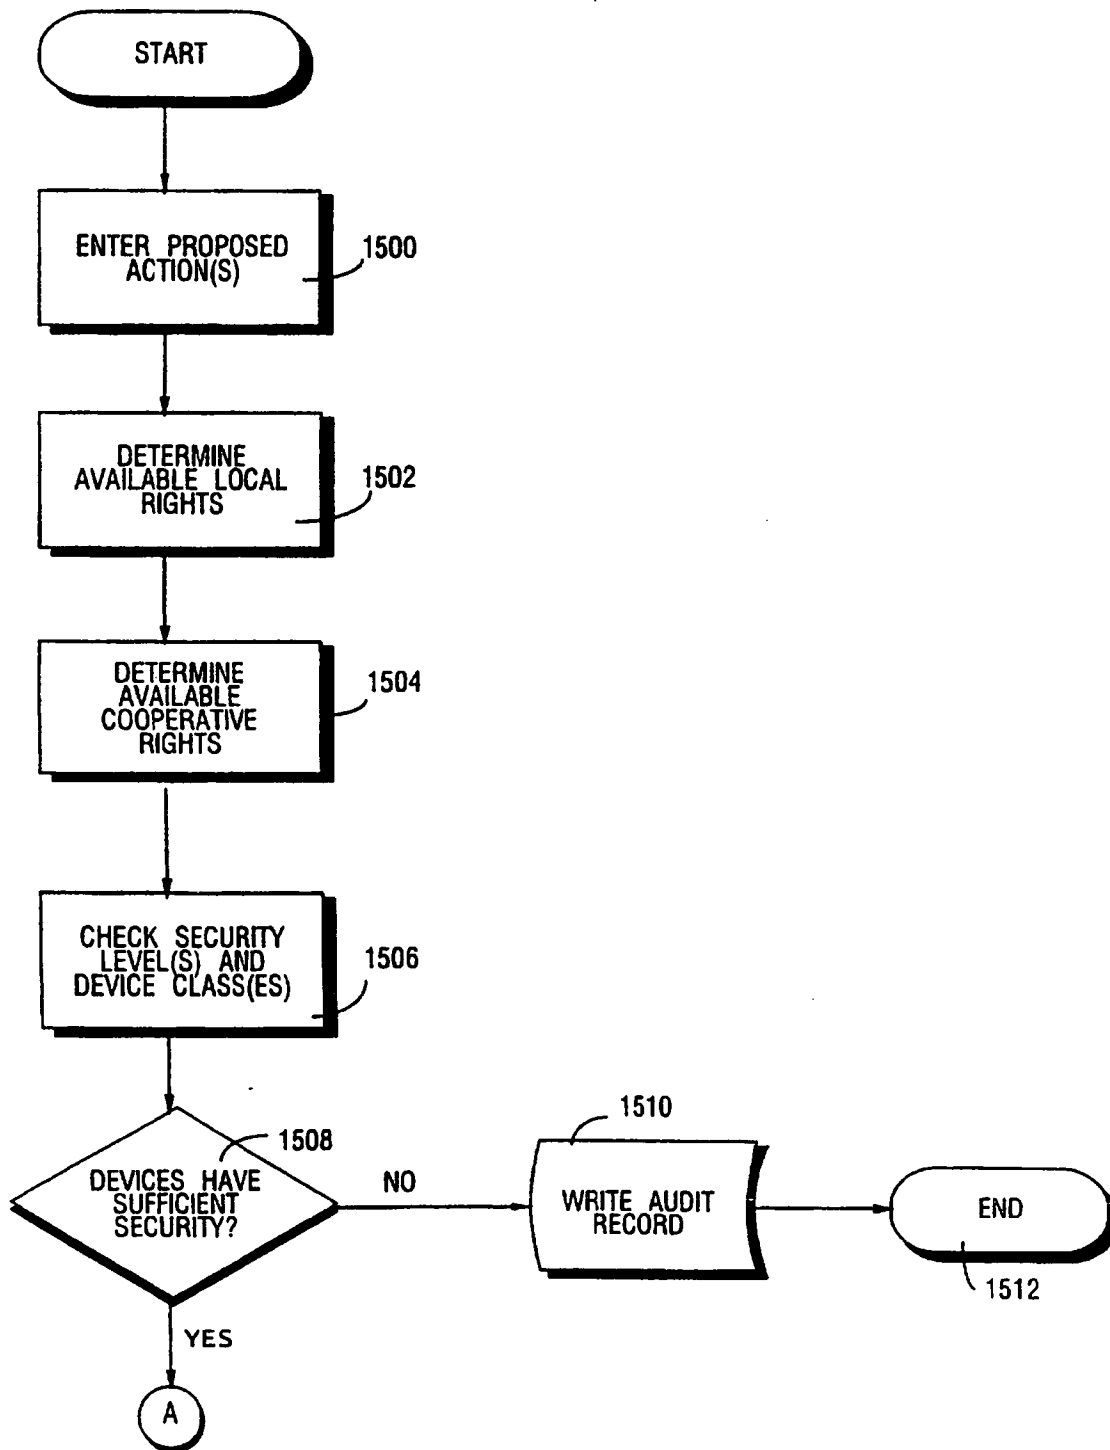 START
ENTER PROPOSED
ACTION(S)
1500
DETERMINE
AVAILABLE LOCAL
RIGHTS
1502
DETERMINE
AVAILABLE
COOPERATIVE
RIGHTS
1504
CHECK SECURITY
LEVEL(S) AND
DEVICE CLASS(ES)
1506
1508
DEVICES HAVE
SUFFICIENT
SECURITY?
NO
1510
WRITE AUDIT
RECORD
END
1512
YES
A